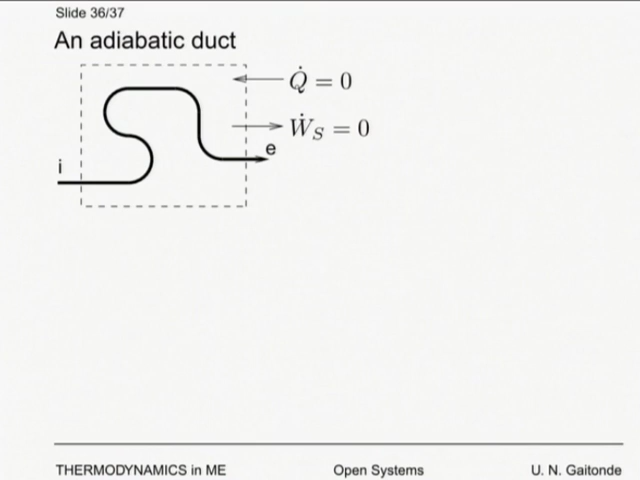 Slide 36/37
An adiabatic duct
Q̇ = 0
Ẇ_S = 0
e
i
THERMODYNAMICS in ME Open Systems U. N. Gaitonde